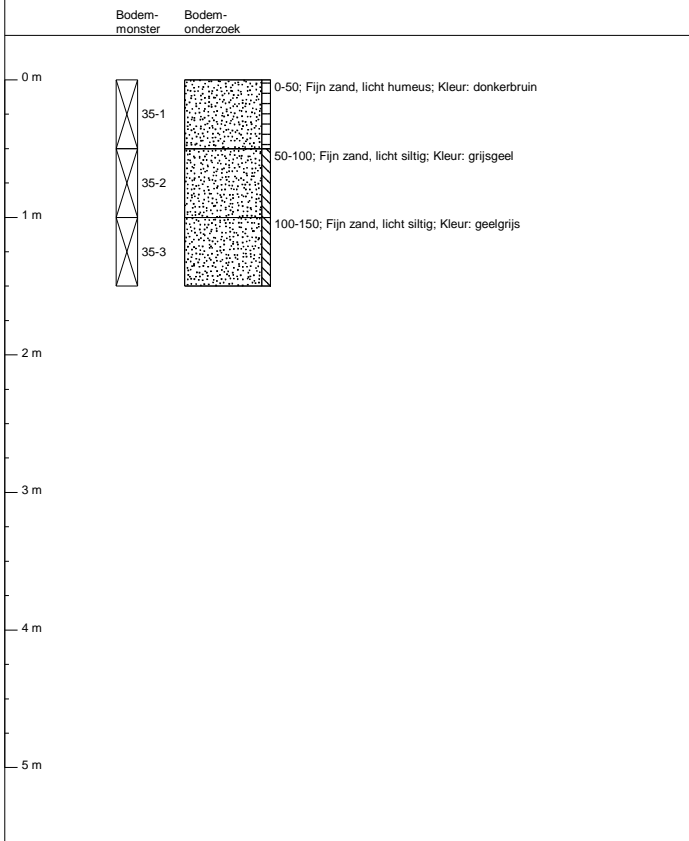 Bodem-
monster
Bodem-
onderzoek
0 m
0-50; Fijn zand, licht humeus; Kleur: donkerbruin
35-1
50-100; Fijn zand, licht siltig; Kleur: grijsgeel
35-2
1 m
100-150; Fijn zand, licht siltig; Kleur: geelgrijs
35-3
2 m
3 m
4 m
5 m